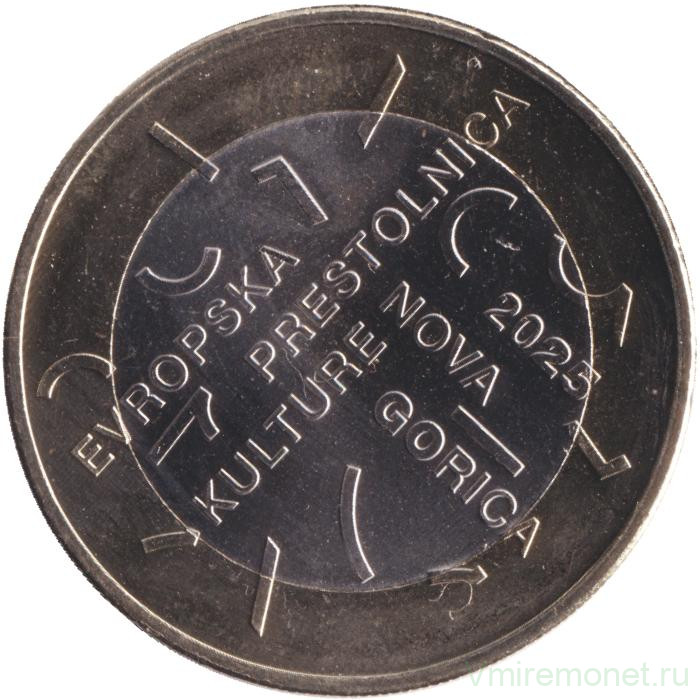 EVROPSKA
PRESTOLNICA
KULTURE
NOVA
GORICA
2025
vmiremonet.ru